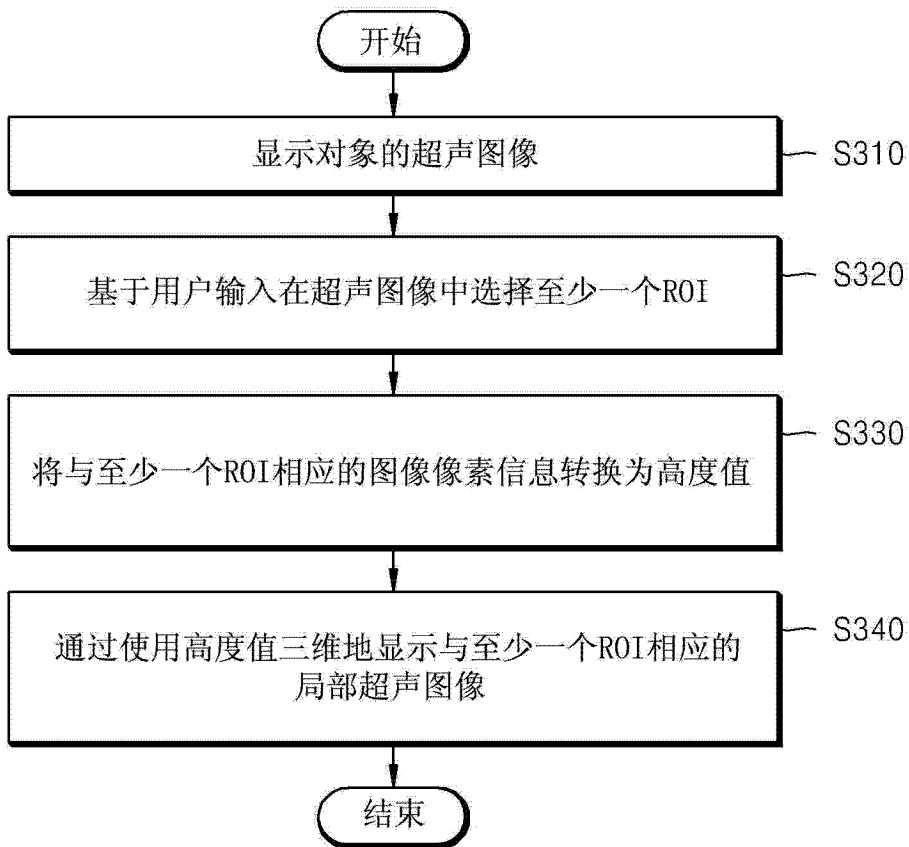 开始
显示对象的超声图像
S310
基于用户输入在超声图像中选择至少一个ROI
S320
将与至少一个ROI相应的图像像素信息转换为高度值
S330
通过使用高度值三维地显示与至少一个ROI相应的
局部超声图像
S340
结束